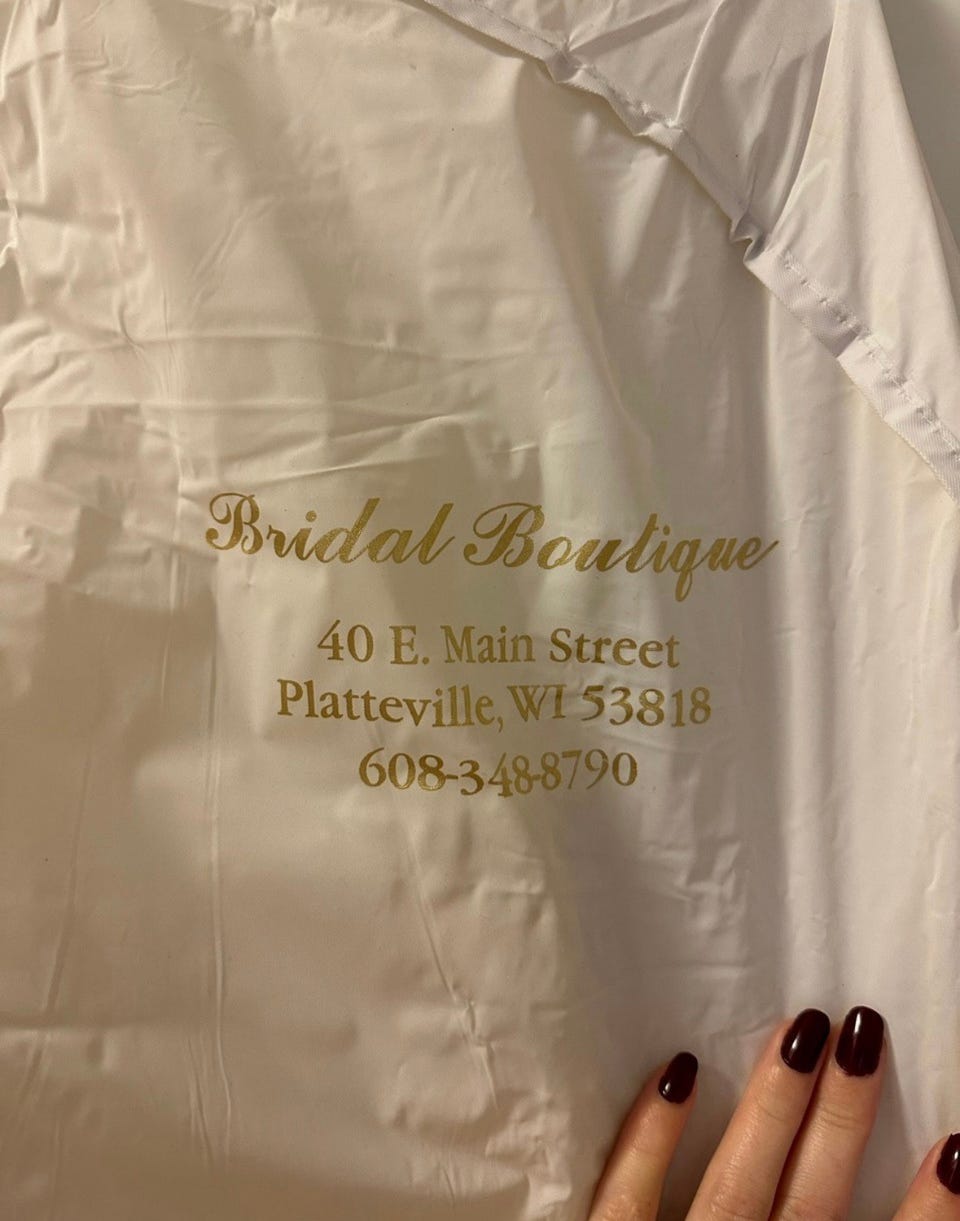 Bridal Boutique
40 E. Main Street
Platteville, WI 53818
608-348-8790